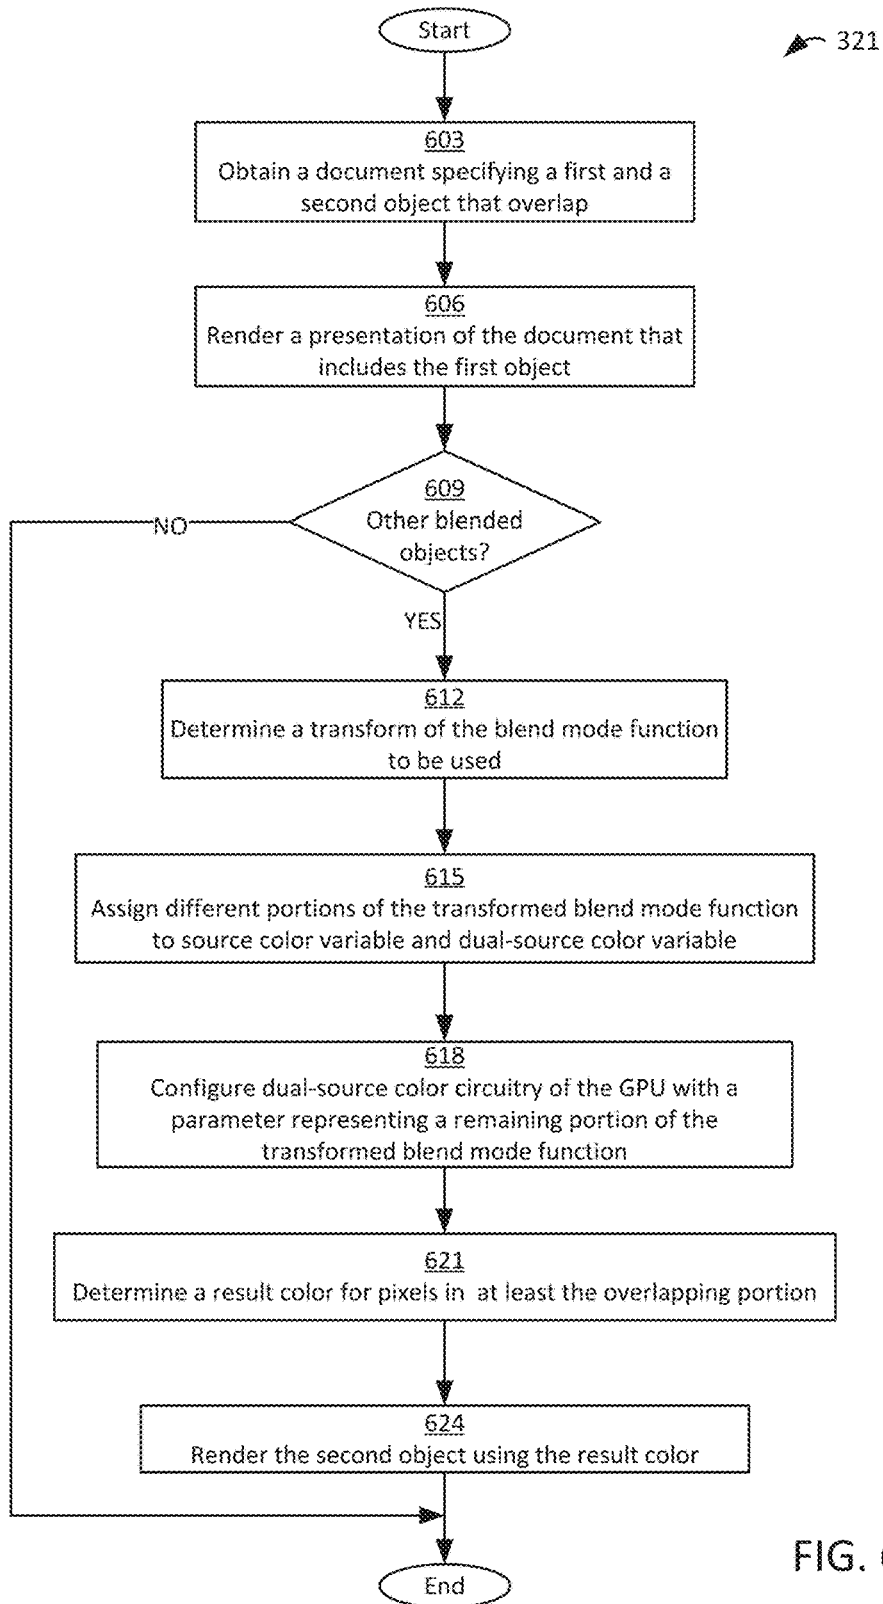 Start
321
603
Obtain a document specifying a first and a
second object that overlap
606
Render a presentation of the document that
includes the first object
609
Other blended
objects?
NO
YES
612
Determine a transform of the blend mode function
to be used
615
Assign different portions of the transformed blend mode function
to source color variable and dual-source color variable
618
Configure dual-source color circuitry of the GPU with a
parameter representing a remaining portion of the
transformed blend mode function
621
Determine a result color for pixels in at least the overlapping portion
624
Render the second object using the result color
End
FIG.